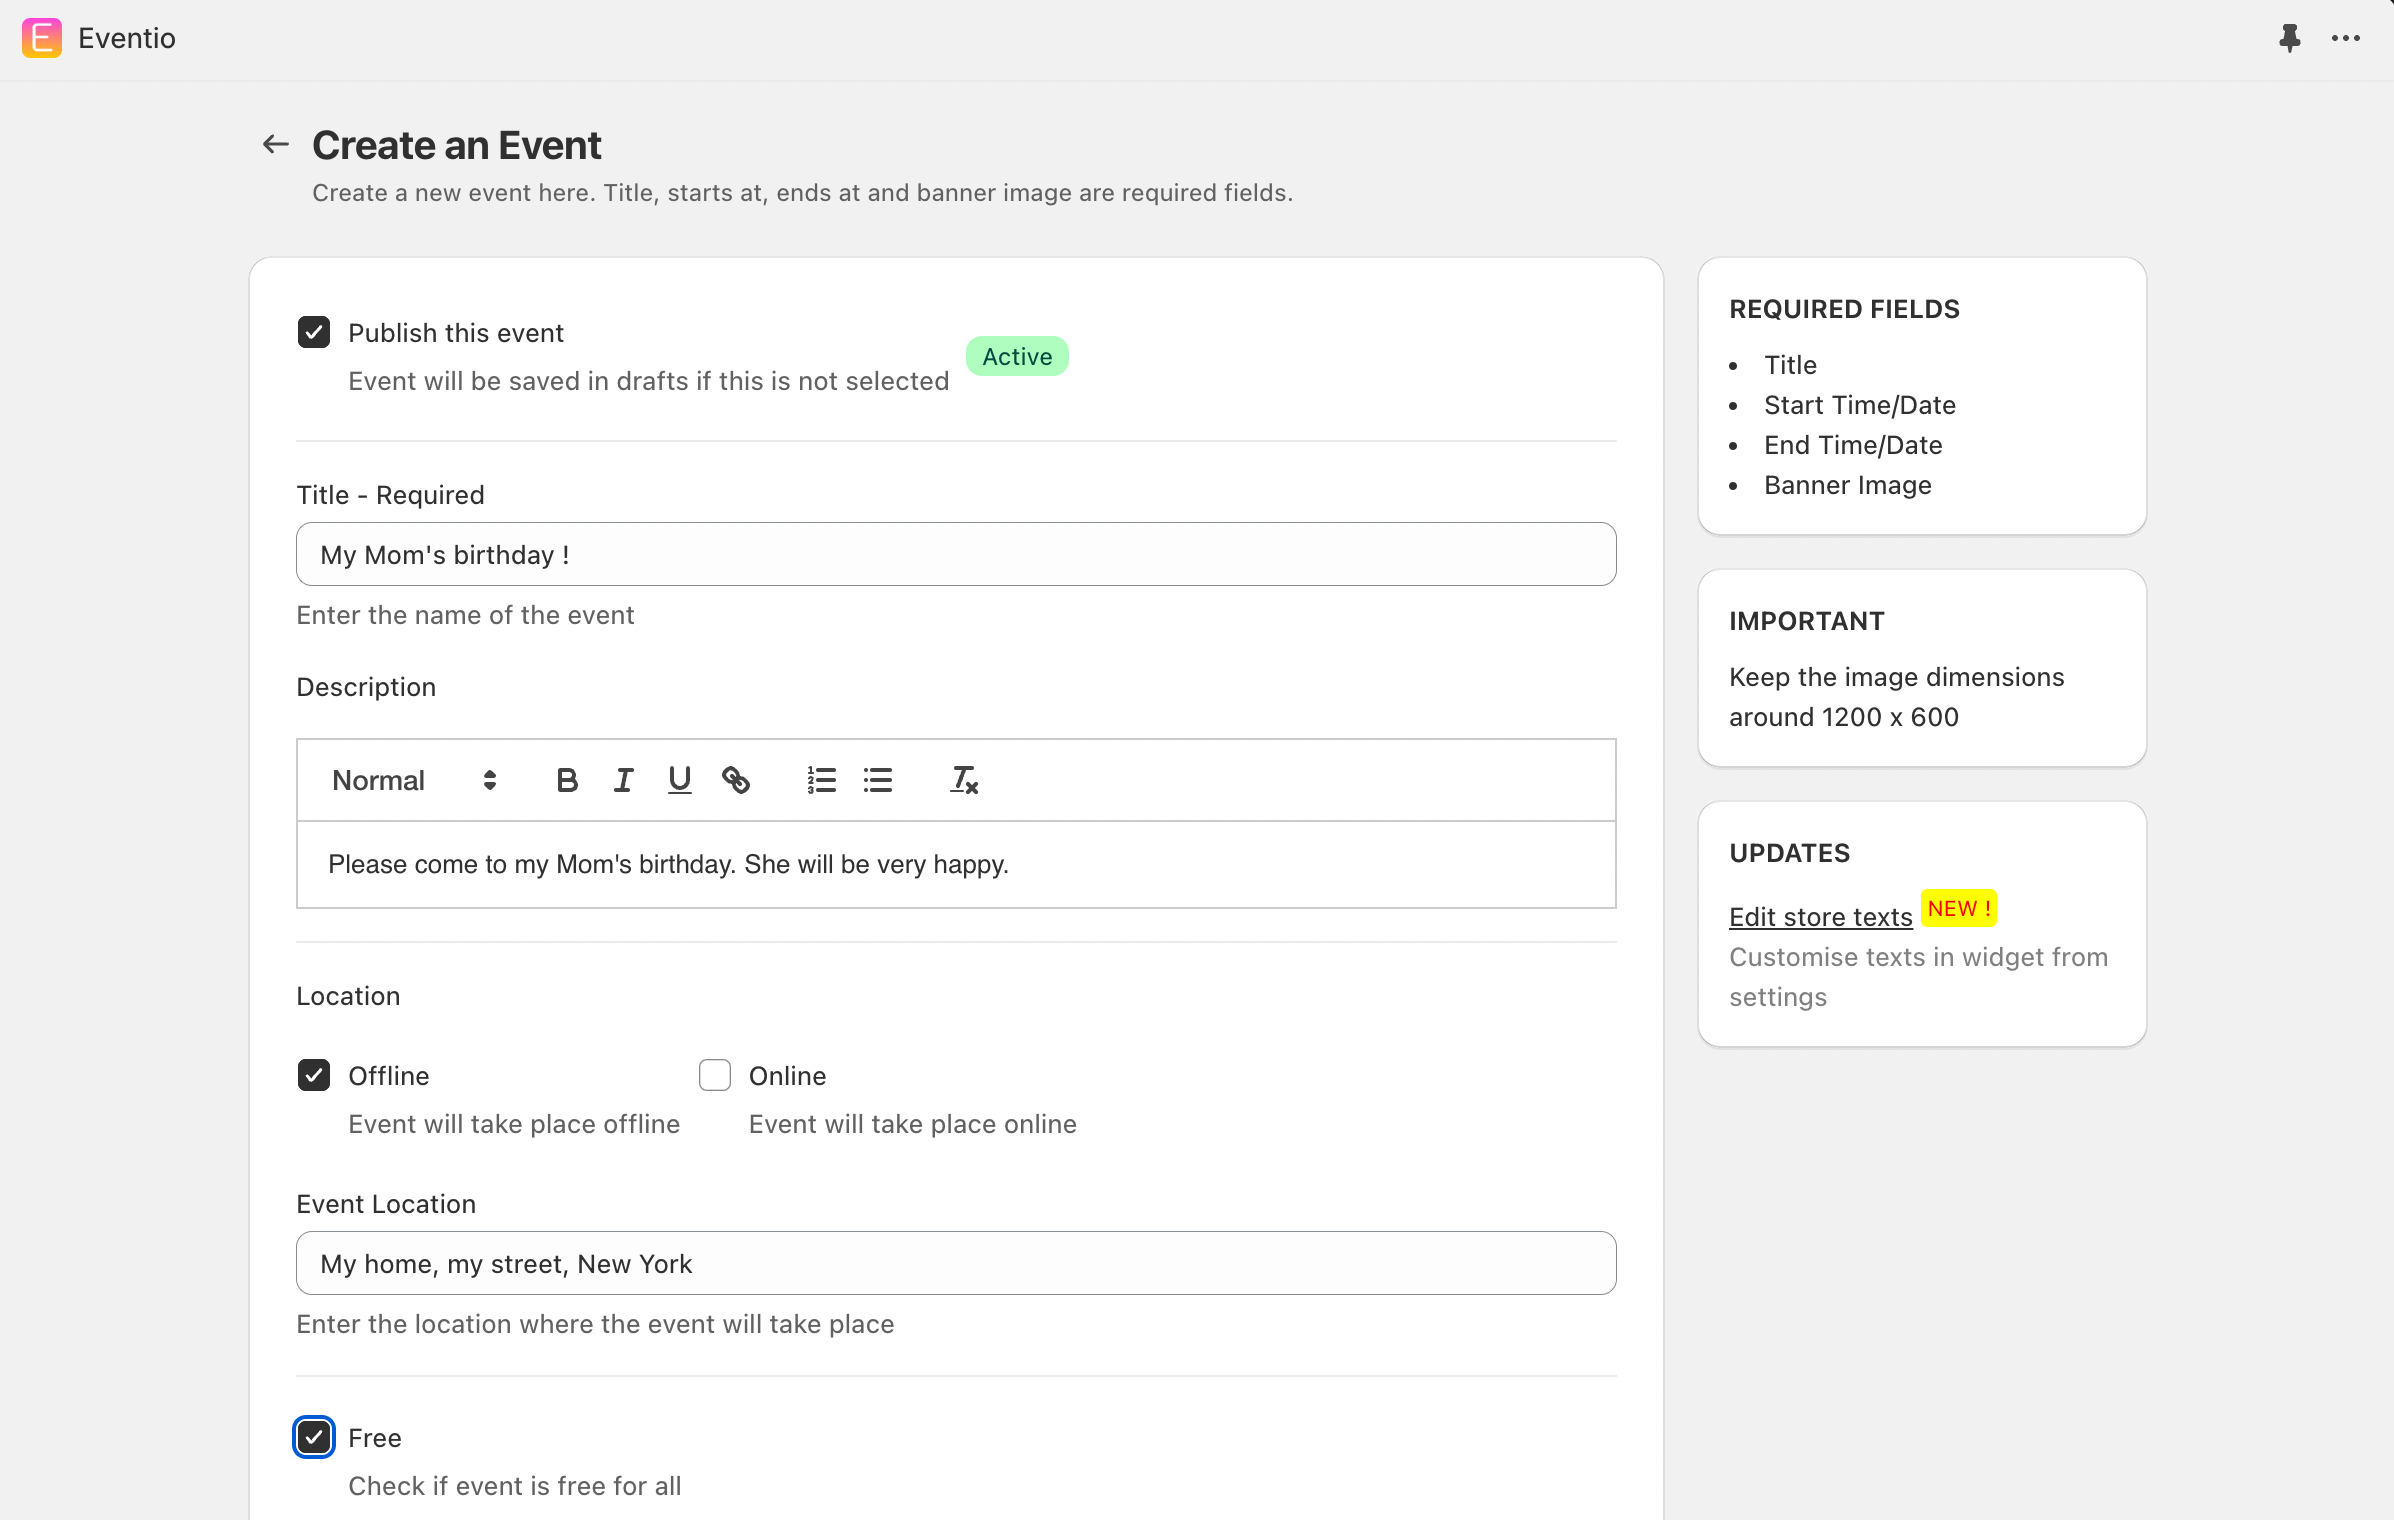 Eventio
Create an Event
Create a new event here. Title, starts at, ends at and banner image are required fields.
Publish this event
Event will be saved in drafts if this is not selected
Active
Title - Required
My Mom's birthday !
Enter the name of the event
Description
Normal
Please come to my Mom's birthday. She will be very happy.
Location
Offline
Event will take place offline
Online
Event will take place online
Event Location
My home, my street, New York
Enter the location where the event will take place
Free
Check if event is free for all
REQUIRED FIELDS
• Title
• Start Time/Date
• End Time/Date
• Banner Image
IMPORTANT
Keep the image dimensions
around 1200 x 600
UPDATES
Edit store texts NEW !
Customise texts in widget from
settings